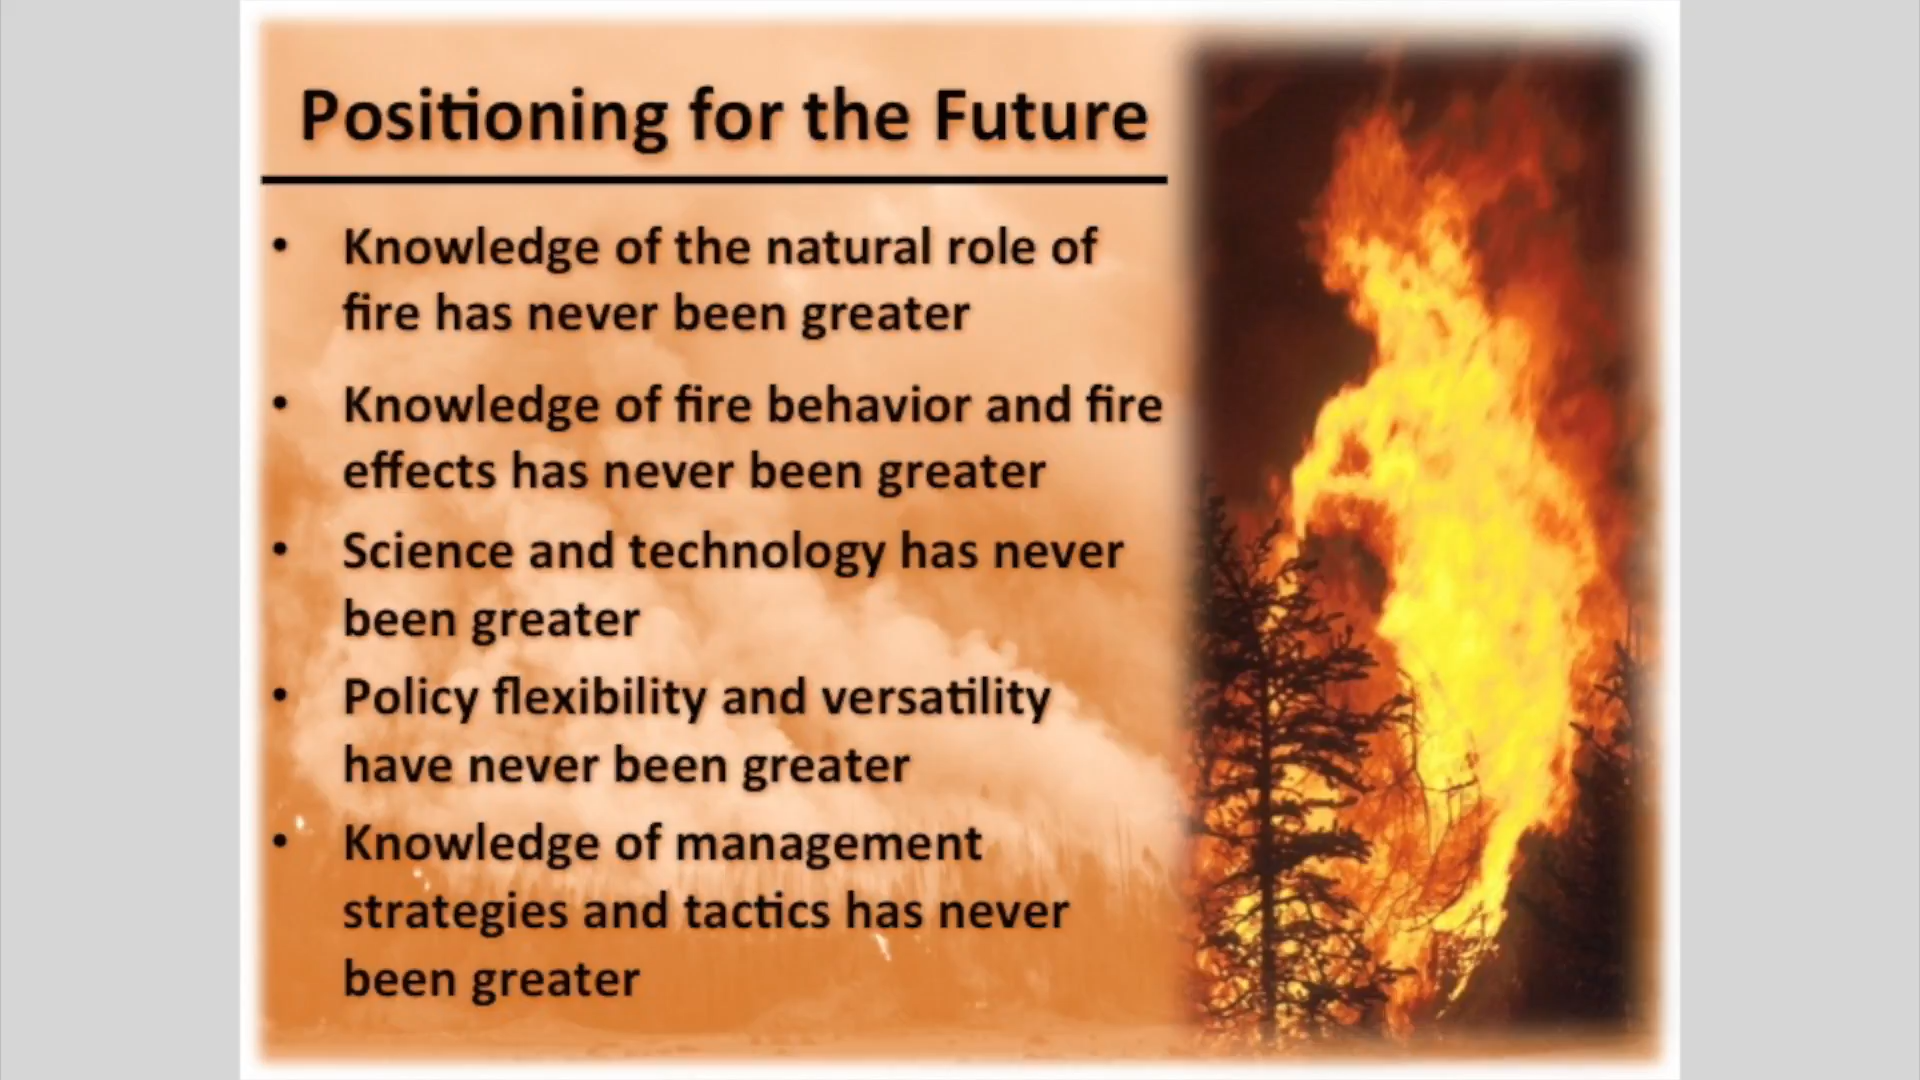 Positioning for the Future
• Knowledge of the natural role of
fire has never been greater
• Knowledge of fire behavior and fire
effects has never been greater
• Science and technology has never
been greater
• Policy flexibility and versatility
have never been greater
• Knowledge of management
strategies and tactics has never
been greater